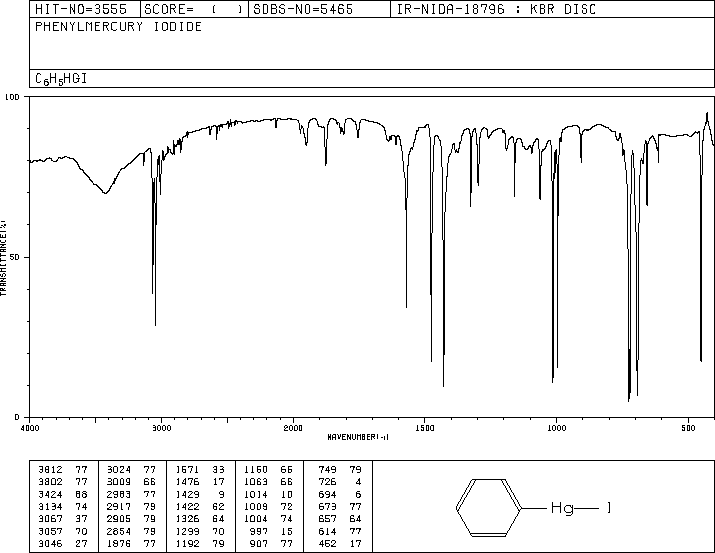 HIT-NO=3555 SCORE= ( ) SDBS-NO=5465 IR-NIDA-18796 : KBR DISC
PHENYLMERCURY IODIDE
C6H5HGI
100
50
0
TRANSMITTANCE(%)
4000 3000 2000 1500 1000 500
WAVENUMBER(-1)
3812 77 3024 77 1571 33 1160 66 749 79
3802 77 3009 66 1476 17 1063 66 726 4
3424 68 2983 77 1429 9 1014 10 694 6
3134 74 2917 79 1422 62 1009 72 673 77
3067 37 2905 79 1326 64 1004 74 657 64
3057 70 2854 79 1299 70 997 15 614 77
3046 27 1876 77 1192 79 907 77 452 17
Hg I